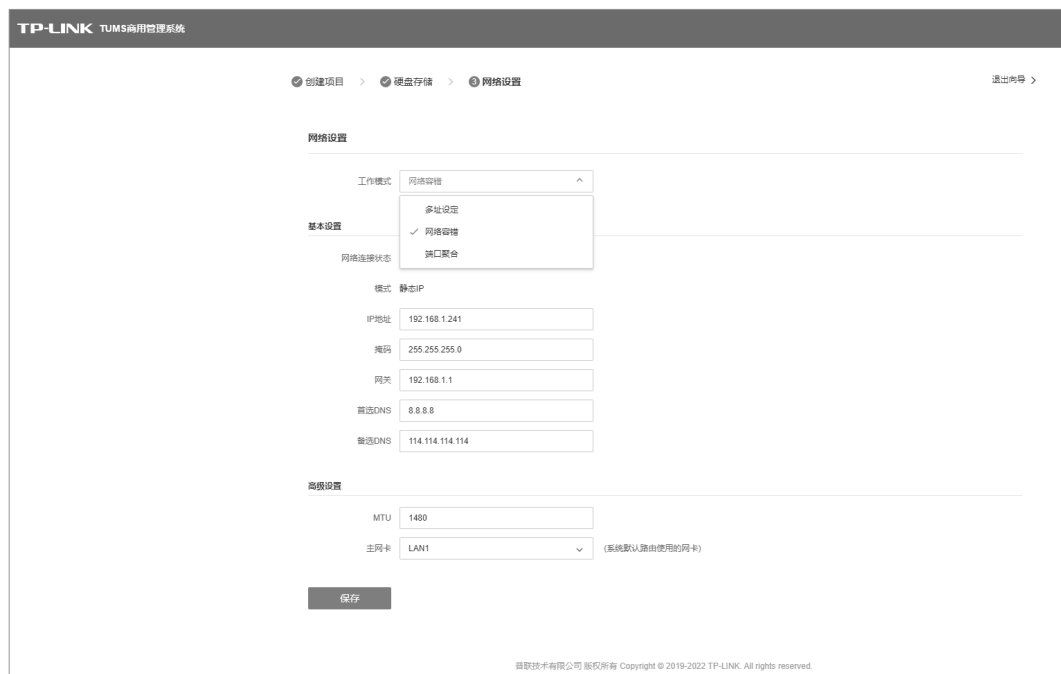 TP-LINK TUMS商用管理系统
创建项目 > 硬盘存储 > 3 网络设置 退出向导 >
网络设置
工作模式 网络容错
多址设定
基本设置
✓ 网络容错
网络连接状态 端口聚合
模式 静态IP
IP地址 192.168.1.241
掩码 255.255.255.0
网关 192.168.1.1
首选DNS 8.8.8.8
备选DNS 114.114.114.114
高级设置
MTU 1480
主网卡 LAN1 (系统默认路由使用的网卡)
保存
普联技术有限公司 版权所有 Copyright © 2019-2022 TP-LINK. All rights reserved.